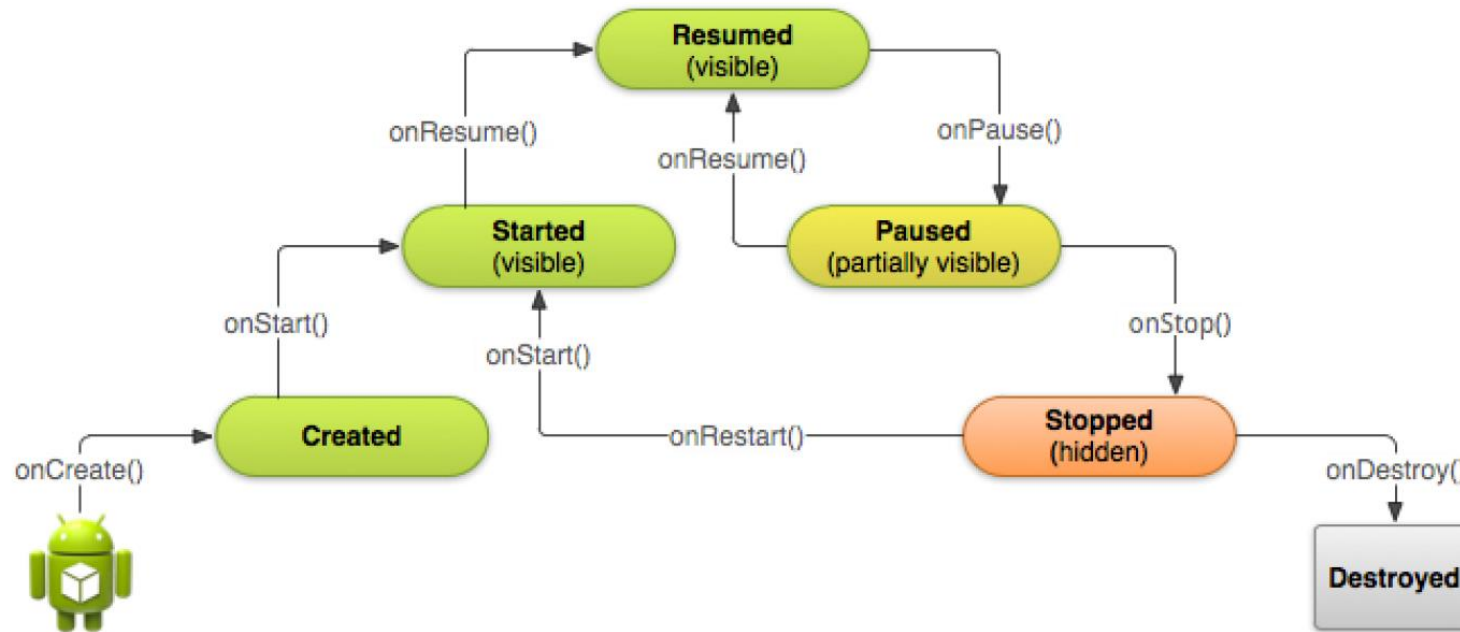 Resumed
(visible)
onResume()
onPause()
onResume()
Started
(visible)
Paused
(partially visible)
onStart()
onStop()
onStart()
Created
onRestart()
Stopped
(hidden)
onCreate()
onDestroy()
Destroyed